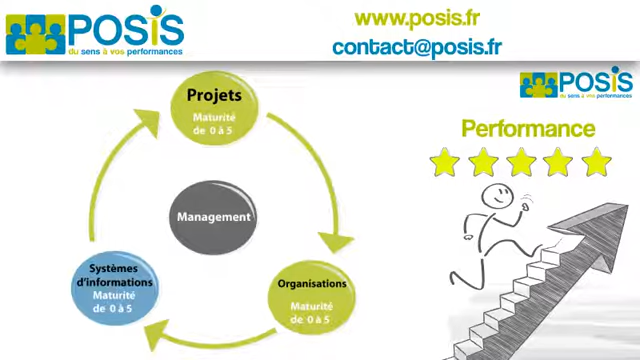 POSIS
du sens à vos performances
www.posis.fr
contact@posis.fr
POSIS
du sens à vos performances
Performance
Projets
Maturité
de 0 à 5
Management
Systèmes
d'informations
Maturité
de 0 à 5
Organisations
Maturité
de 0 à 5